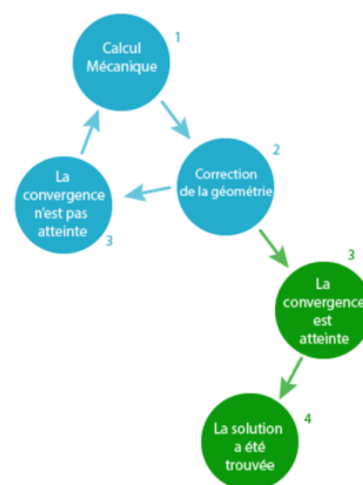 1
Calcul
Mécanique
2
Correction
de la géométrie
La
convergence
n'est pas
atteinte
3
3
La
convergence
est
atteinte
4
La solution
a été
trouvée